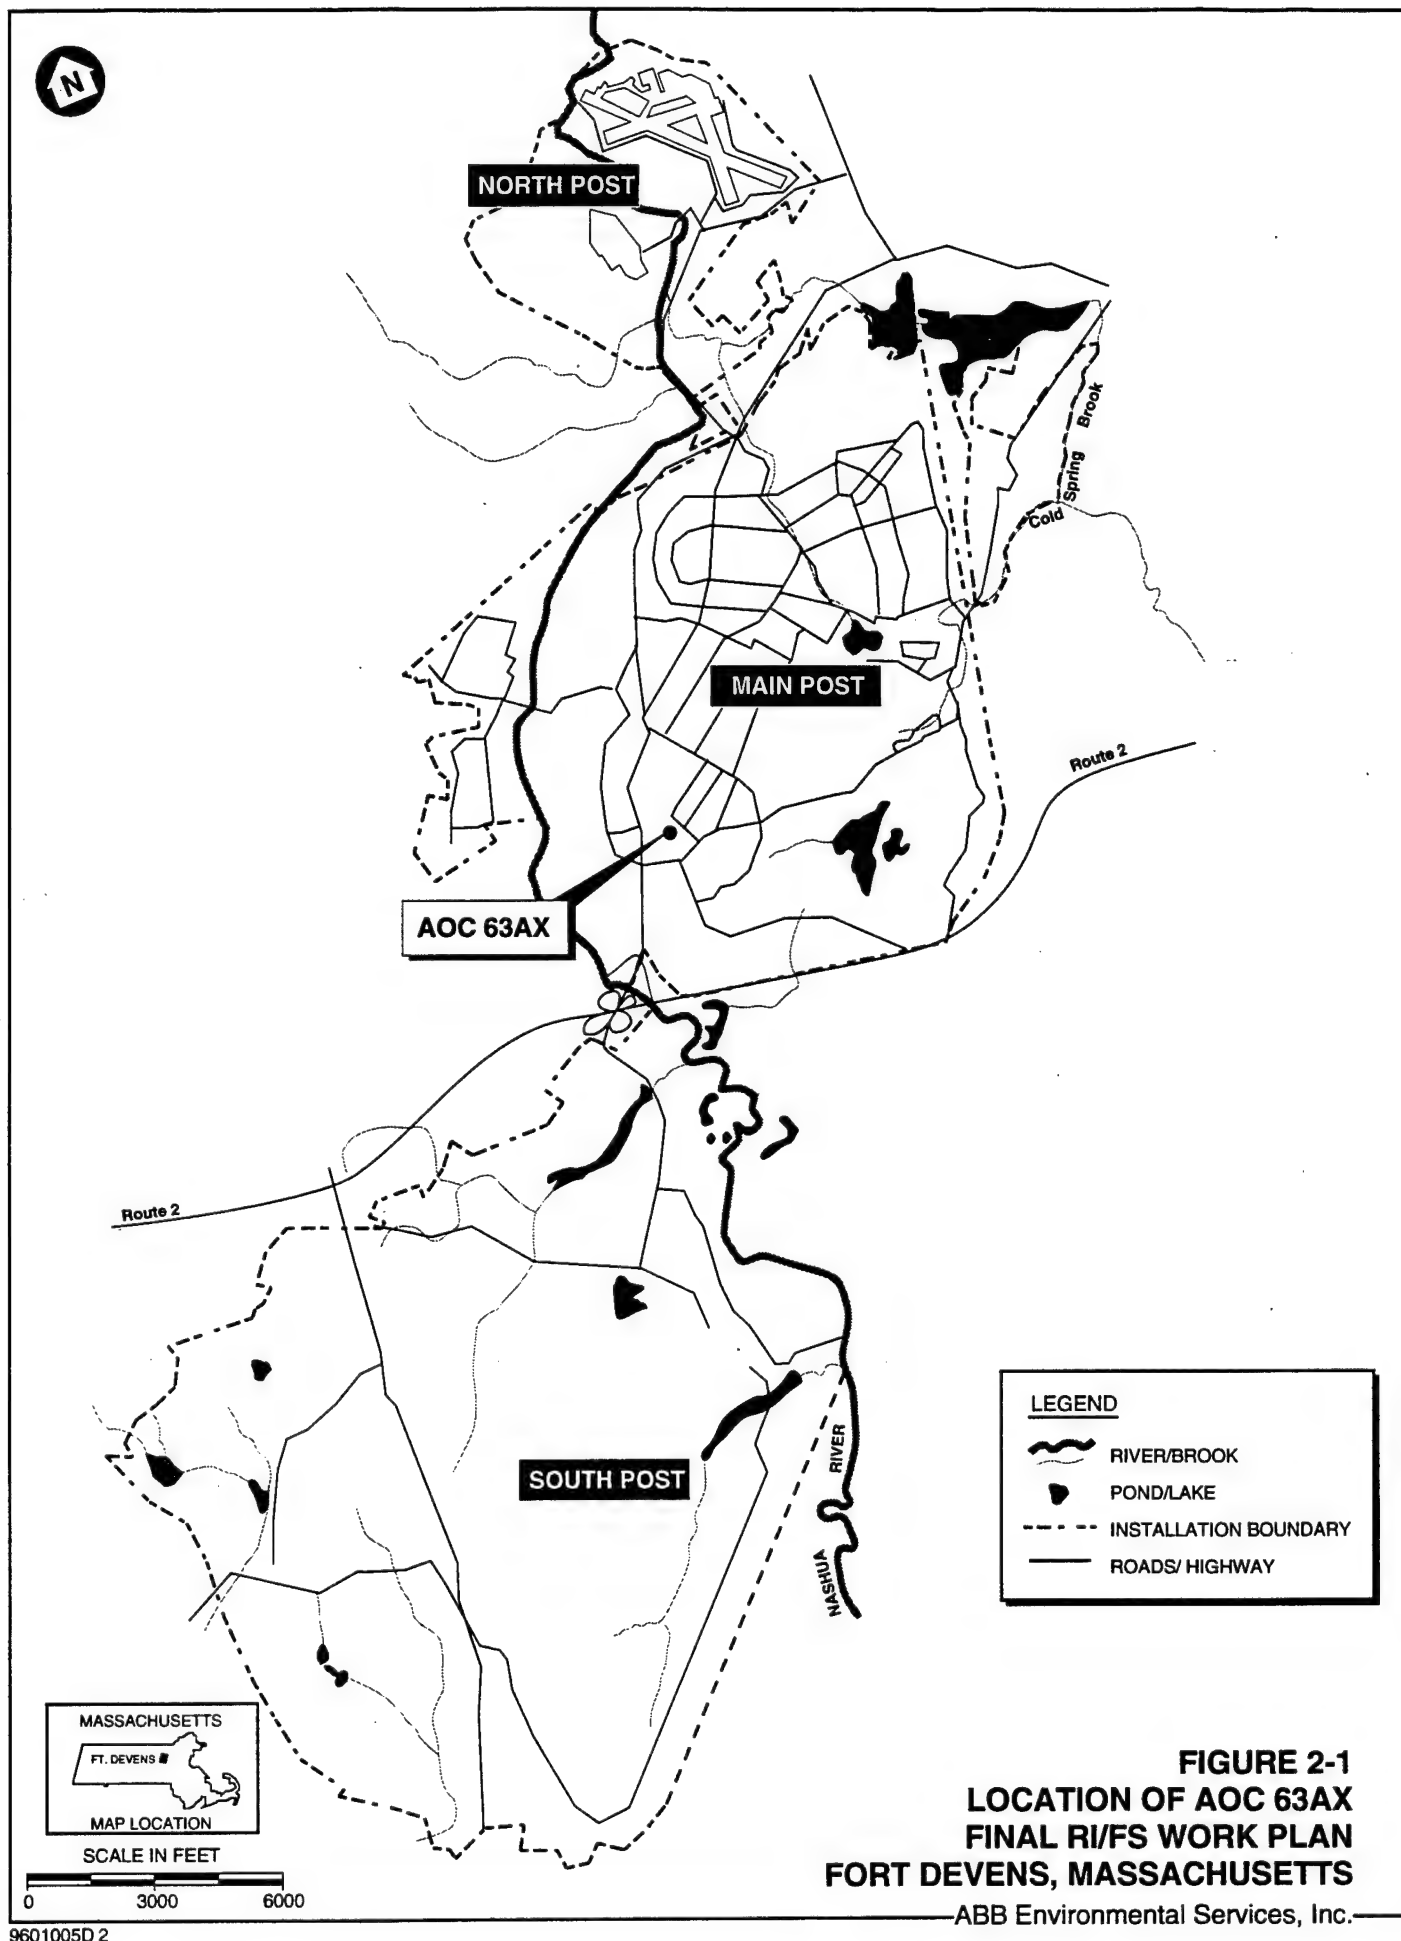 N
NORTH POST
Cold Spring Brook
MAIN POST
Route 2
AOC 63AX
Route 2
SOUTH POST
NASHUA RIVER
LEGEND
RIVER/BROOK
POND/LAKE
INSTALLATION BOUNDARY
ROADS/ HIGHWAY
MASSACHUSETTS
FT. DEVENS
MAP LOCATION
SCALE IN FEET
0 3000 6000
FIGURE 2-1
LOCATION OF AOC 63AX
FINAL RI/FS WORK PLAN
FORT DEVENS, MASSACHUSETTS
ABB Environmental Services, Inc.
9601005D 2